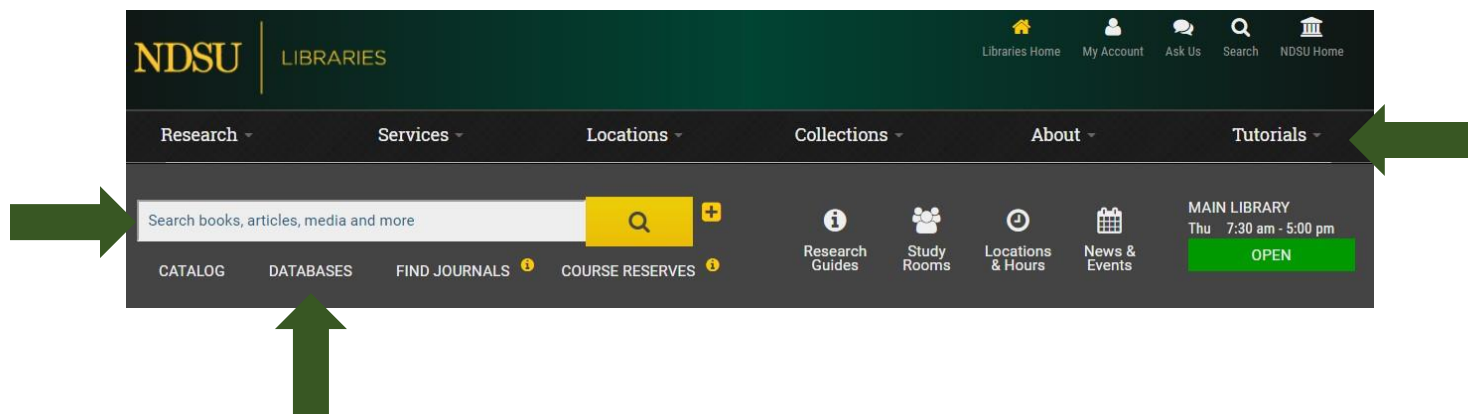 NDSU LIBRARIES
Libraries Home My Account Ask Us Search NDSU Home
Research Services Locations Collections About Tutorials
Search books, articles, media and more
CATALOG DATABASES FIND JOURNALS COURSE RESERVES
Research Guides
Study Rooms
Locations & Hours
News & Events
MAIN LIBRARY
Thu 7:30 am - 5:00 pm
OPEN